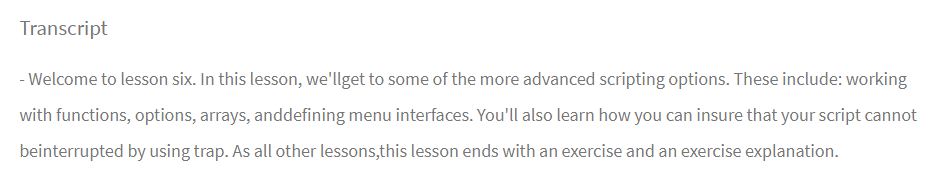 Transcript
- Welcome to lesson six. In this lesson, we'llget to some of the more advanced scripting options. These include: working
with functions, options, arrays, anddefining menu interfaces. You'll also learn how you can insure that your script cannot
beinterrupted by using trap. As all other lessons,this lesson ends with an exercise and an exercise explanation.